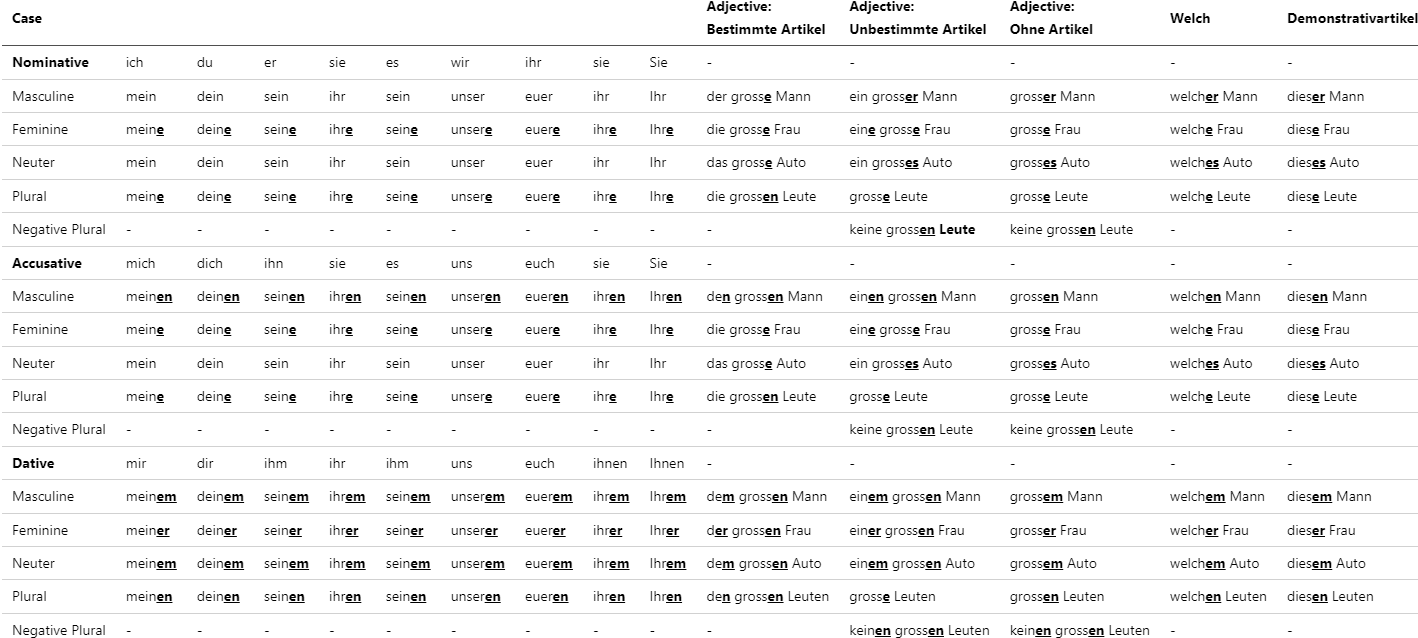 Case Adjective: Bestimmte Artikel Adjective: Unbestimmte Artikel Adjective: Ohne Artikel Welch Demonstrativartikel
Nominative ich du er sie es wir ihr sie Sie - - - - -
Masculine mein dein sein ihr sein unser euer ihr Ihr der grosse Mann ein grosser Mann grosser Mann welcher Mann dieser Mann
Feminine meine deine seine ihre seine unsere euere ihre Ihre die grosse Frau eine grosse Frau grosse Frau welche Frau diese Frau
Neuter mein dein sein ihr sein unser euer ihr Ihr das grosse Auto ein grosses Auto grosses Auto welches Auto dieses Auto
Plural meine deine seine ihre seine unsere euere ihre Ihre die grossen Leute grosse Leute grosse Leute welche Leute diese Leute
Negative Plural - - - - - - - - - - keine grossen Leute keine grossen Leute - -
Accusative mich dich ihn sie es uns euch sie Sie - - - - -
Masculine meinen deinen seinen ihren seinen unseren eueren ihren Ihren den grossen Mann einen grossen Mann grossen Mann welchen Mann diesen Mann
Feminine meine deine seine ihre seine unsere euere ihre Ihre die grosse Frau eine grosse Frau grosse Frau welche Frau diese Frau
Neuter mein dein sein ihr sein unser euer ihr Ihr das grosse Auto ein grosses Auto grosses Auto welches Auto dieses Auto
Plural meine deine seine ihre seine unsere euere ihre Ihre die grossen Leute grosse Leute grosse Leute welche Leute diese Leute
Negative Plural - - - - - - - - - - keine grossen Leute keine grossen Leute - -
Dative mir dir ihm ihr ihm uns euch ihnen Ihnen - - - - -
Masculine meinem deinem seinem ihrem seinem unserem euerem ihrem Ihrem dem grossen Mann einem grossen Mann grossem Mann welchem Mann diesem Mann
Feminine meiner deiner seiner ihrer seiner unserer euerer ihrer Ihrer der grossen Frau einer grossen Frau grosser Frau welcher Frau dieser Frau
Neuter meinem deinem seinem ihrem seinem unserem euerem ihrem Ihrem dem grossen Auto einem grossen Auto grossem Auto welchem Auto diesem Auto
Plural meinen deinen seinen ihren seinen unseren eueren ihren Ihren den grossen Leuten grosse Leuten grossen Leuten welchen Leuten diesen Leuten
Negative Plural - - - - - - - - - - keinen grossen Leuten keinen grossen Leuten - -